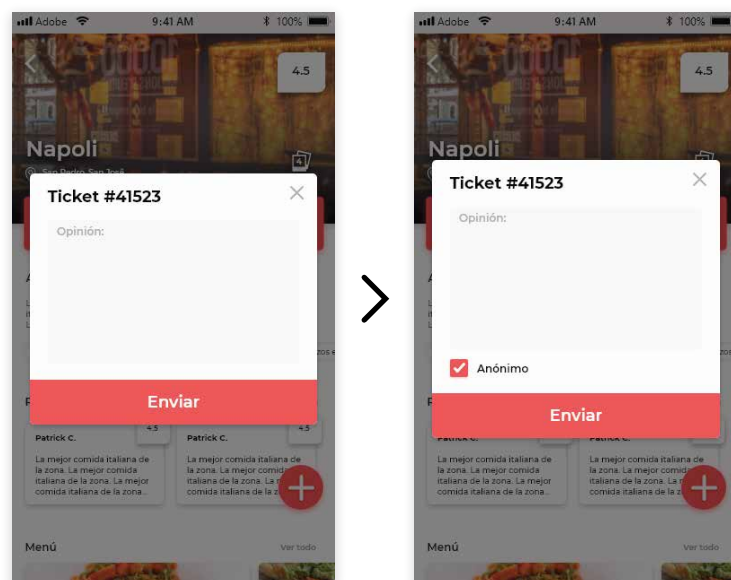 Adobe 9:41 AM 100%
4.5
Napoli
San Pedro, San José
4
Ticket #41523
Opinión:
Enviar
4.5
4.5
Patrick C.
Patrick C.
La mejor comida italiana de
la zona. La mejor comida
italiana de la zona. La mejor
comida italiana de la zona...
La mejor comida italiana de
la zona. La mejor comida
italiana de la zona. La
comida italiana de la z
Menú
Ver todo
Adobe 9:41 AM 100%
4.5
Napoli
Ticket #41523
Opinión:
Anónimo
Enviar
La mejor comida italiana de
la zona. La mejor comida
italiana de la zona. La mejor
comida italiana de la zona...
La mejor comida italiana de
la zona. La mejor comida
italiana de la zona. La
comida italiana de la z
Menú
Ver todo